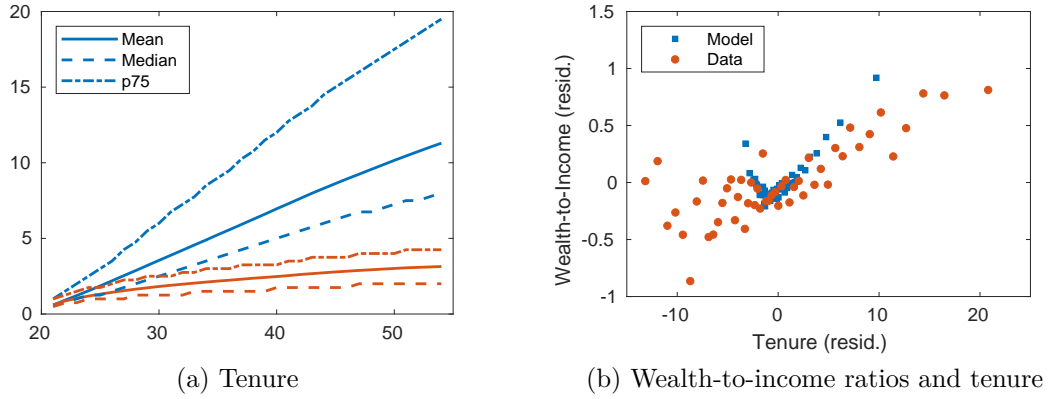 20
15
10
5
0
20
30
40
50
Mean
Median
p75
(a) Tenure
1.5
1
0.5
0
-0.5
-1
-10
0
10
20
Wealth-to-Income (resid.)
Tenure (resid.)
Model
Data
(b) Wealth-to-income ratios and tenure